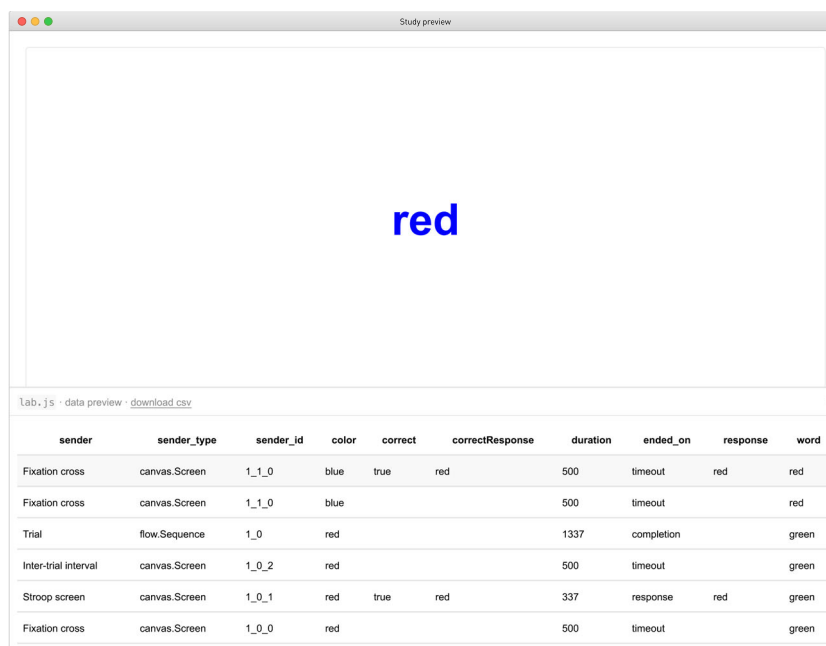 Study preview
red
lab.js · data preview · download csv
sender sender_type sender_id color correct correctResponse duration ended_on response word
Fixation cross canvas.Screen 1_1_0 blue true red 500 timeout red red
Fixation cross canvas.Screen 1_1_0 blue 500 timeout red
Trial flow.Sequence 1_0 red 1337 completion green
Inter-trial interval canvas.Screen 1_0_2 red 500 timeout green
Stroop screen canvas.Screen 1_0_1 red true red 337 response red green
Fixation cross canvas.Screen 1_0_0 red 500 timeout green